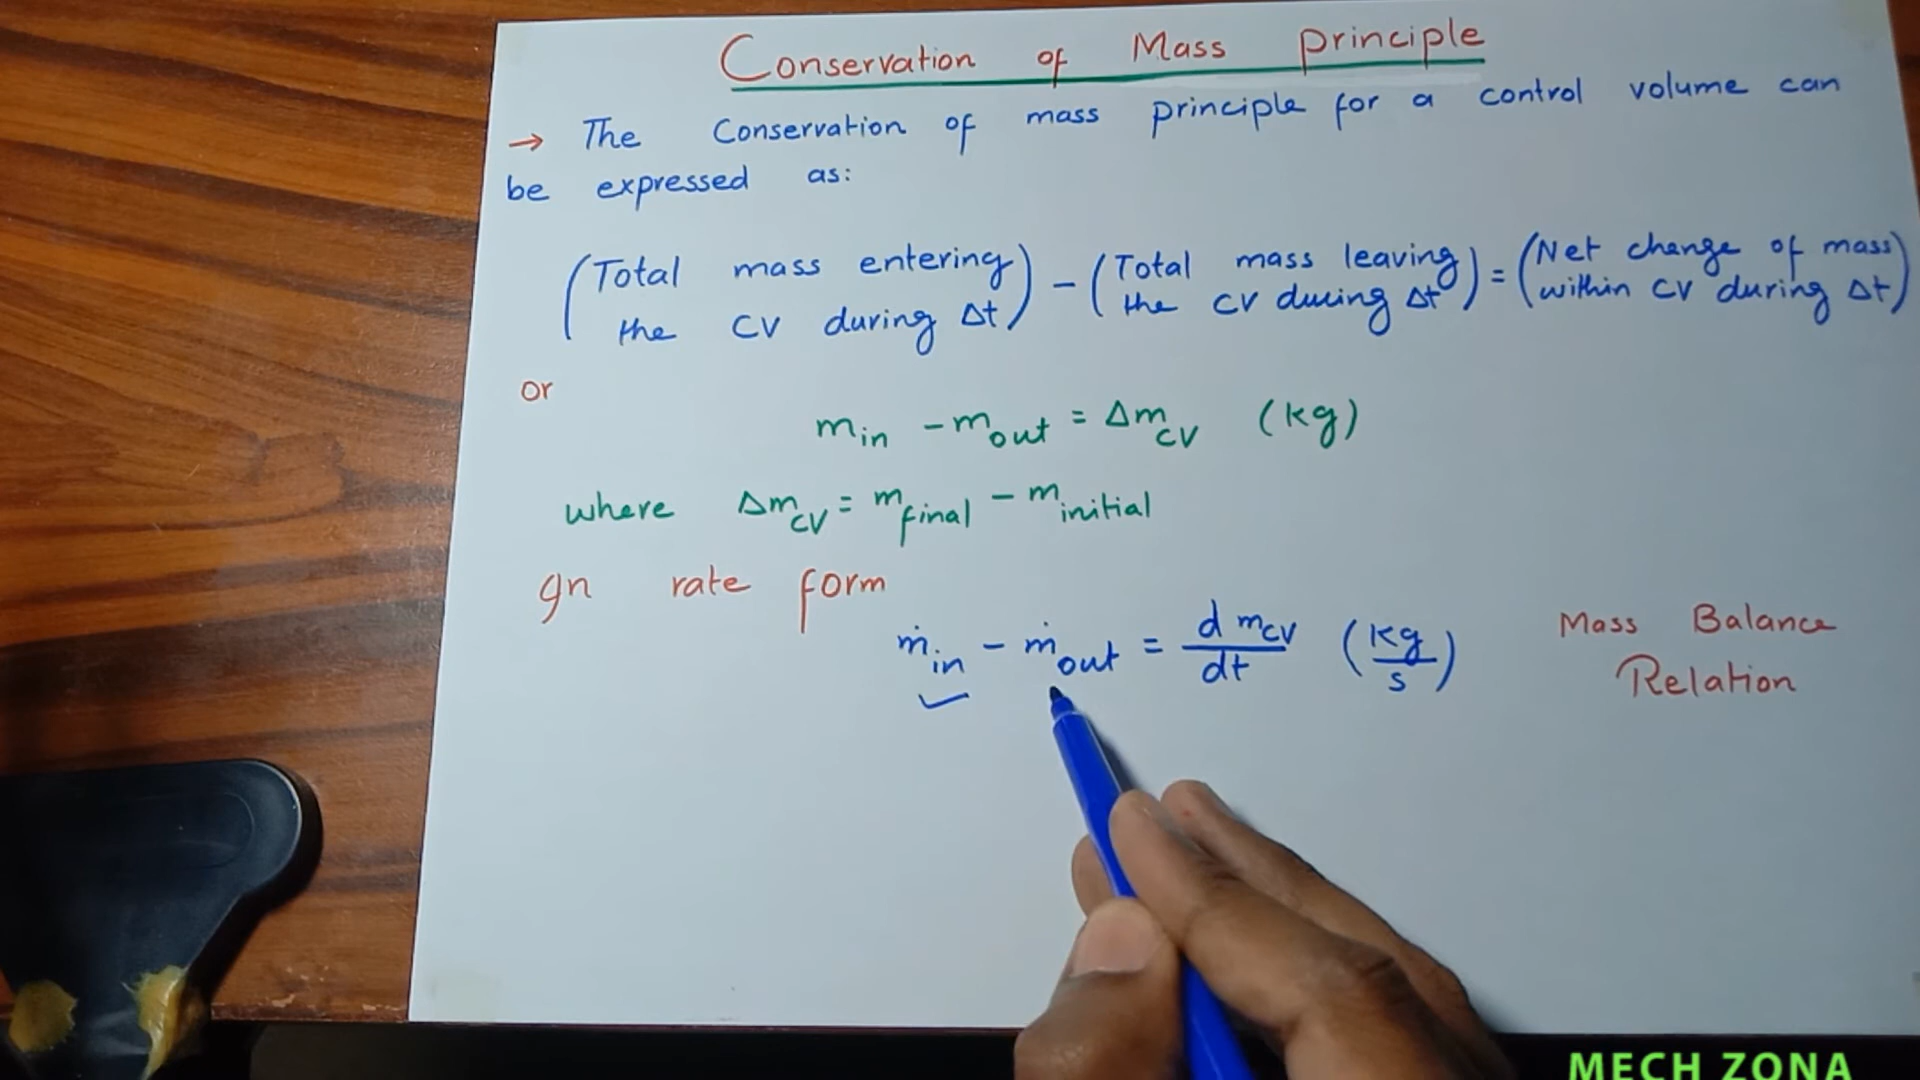 Conservation of Mass principle
→ The Conservation of mass principle for a control volume can
be expressed as:
(Total mass entering the CV during Δt) - (Total mass leaving the CV during Δt) = (Net change of mass within CV during Δt)
or
m_in - m_out = Δm_CV (kg)
where Δm_CV = m_final - m_initial
In rate form
ṁ_in - ṁ_out = d m_CV / dt (kg/s)
Mass Balance
Relation
MECH ZONA